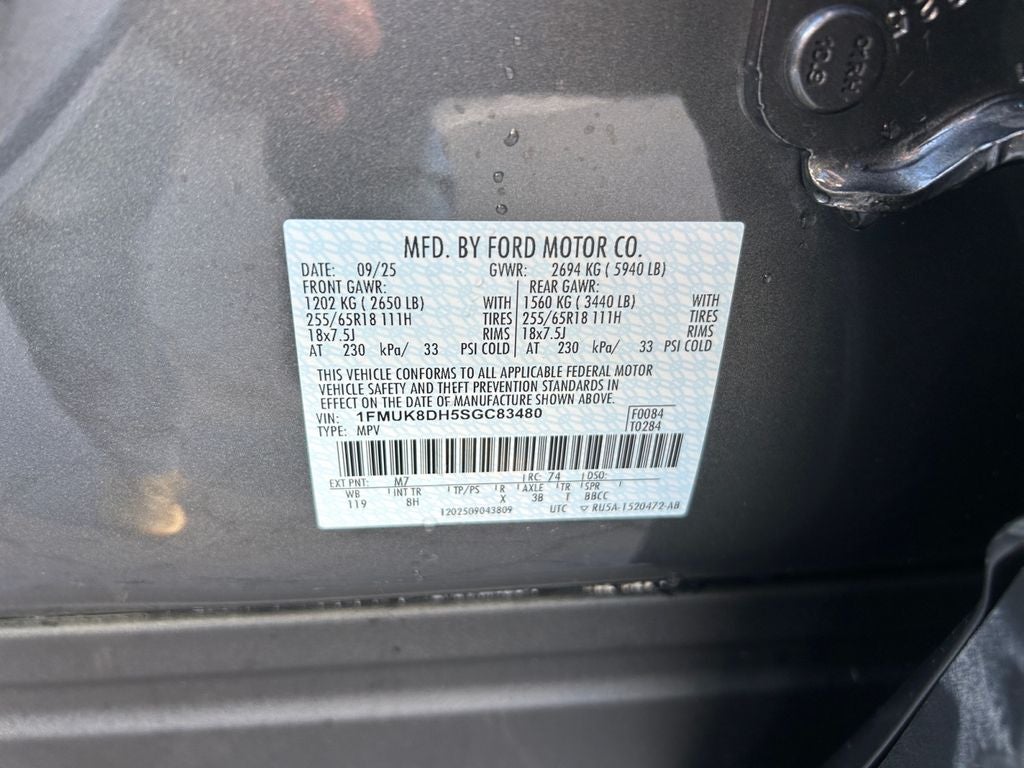 MFD. BY FORD MOTOR CO.
DATE: 09/25 GVWR: 2694 KG ( 5940 LB)
FRONT GAWR: REAR GAWR:
1202 KG ( 2650 LB) WITH 1560 KG ( 3440 LB) WITH
255/65R18 111H TIRES 255/65R18 111H TIRES
18x7.5J RIMS 18x7.5J RIMS
AT 230 kPa/ 33 PSI COLD AT 230 kPa/ 33 PSI COLD
THIS VEHICLE CONFORMS TO ALL APPLICABLE FEDERAL MOTOR
VEHICLE SAFETY AND THEFT PREVENTION STANDARDS IN
EFFECT ON THE DATE OF MANUFACTURE SHOWN ABOVE.
VIN: 1FMUK8DH5SGC83480 F0084
TYPE: MPV T0284
EXT PNT: M7 RC: 74 DSO:
WB INT TR TP/PS R AXLE TR SPR
119 8H X 3B T BBCC
1202509043809 UTC RU5A-1520472-AB
10.9